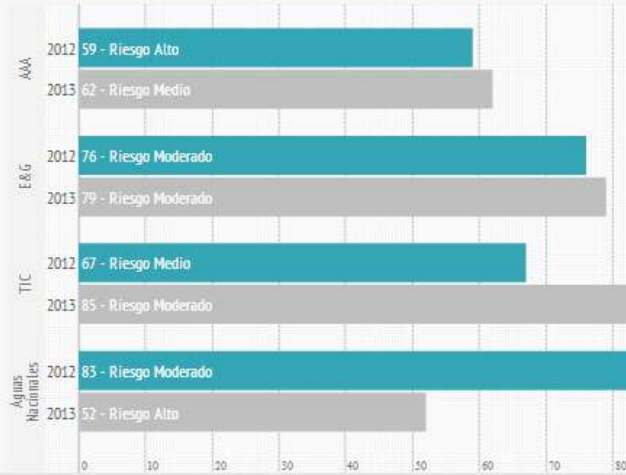 AAA
2012 59 - Riesgo Alto
2013 62 - Riesgo Medio
E&G
2012 76 - Riesgo Moderado
2013 79 - Riesgo Moderado
TIC
2012 67 - Riesgo Medio
2013 85 - Riesgo Moderado
Aguas
Nacionales
2012 83 - Riesgo Moderado
2013 52 - Riesgo Alto
0 10 20 30 40 50 60 70 80